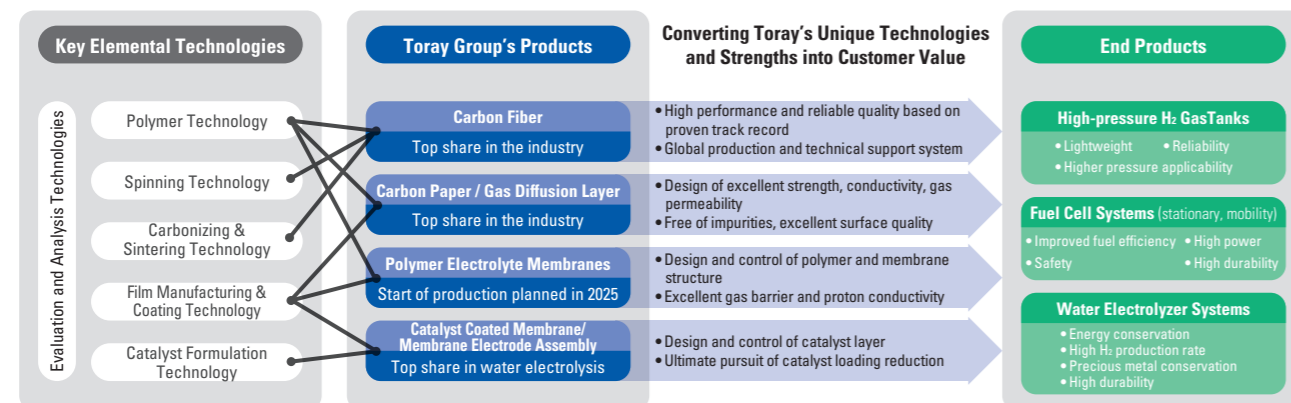 Key Elemental Technologies
Evaluation and Analysis Technologies
Polymer Technology
Spinning Technology
Carbonizing &
Sintering Technology
Film Manufacturing &
Coating Technology
Catalyst Formulation
Technology
Toray Group's Products
Carbon Fiber
Top share in the industry
Carbon Paper / Gas Diffusion Layer
Top share in the industry
Polymer Electrolyte Membranes
Start of production planned in 2025
Catalyst Coated Membrane/
Membrane Electrode Assembly
Top share in water electrolysis
Converting Toray's Unique Technologies
and Strengths into Customer Value
• High performance and reliable quality based on
proven track record
• Global production and technical support system
• Design of excellent strength, conductivity, gas
permeability
• Free of impurities, excellent surface quality
• Design and control of polymer and membrane
structure
• Excellent gas barrier and proton conductivity
• Design and control of catalyst layer
• Ultimate pursuit of catalyst loading reduction
End Products
High-pressure H₂ GasTanks
• Lightweight • Reliability
• Higher pressure applicability
Fuel Cell Systems (stationary, mobility)
• Improved fuel efficiency • High power
• Safety • High durability
Water Electrolyzer Systems
• Energy conservation
• High H₂ production rate
• Precious metal conservation
• High durability